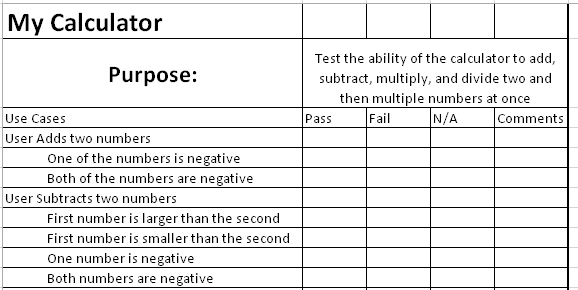 My Calculator
Purpose:
Test the ability of the calculator to add,
subtract, multiply, and divide two and
then multiple numbers at once
Use Cases Pass Fail N/A Comments
User Adds two numbers
One of the numbers is negative
Both of the numbers are negative
User Subtracts two numbers
First number is larger than the second
First number is smaller than the second
One number is negative
Both numbers are negative